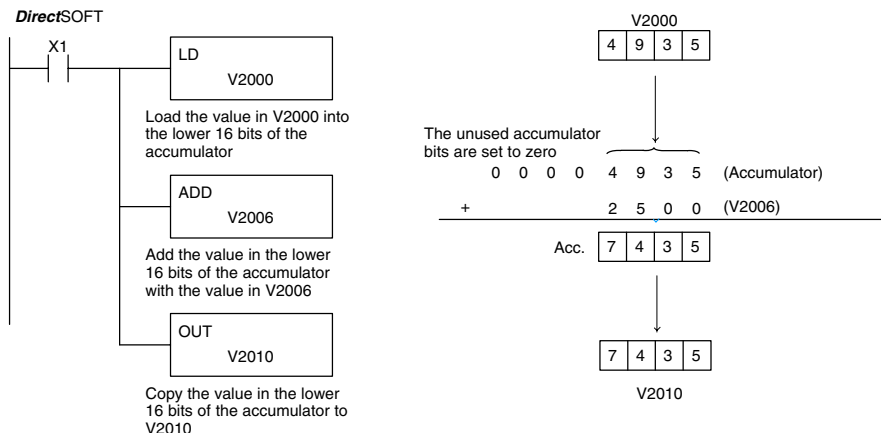 DirectSOFT
X1
LD
V2000
Load the value in V2000 into
the lower 16 bits of the
accumulator
ADD
V2006
Add the value in the lower
16 bits of the accumulator
with the value in V2006
OUT
V2010
Copy the value in the lower
16 bits of the accumulator to
V2010
V2000
4 9 3 5
The unused accumulator
bits are set to zero
0 0 0 0 4 9 3 5 (Accumulator)
+ 2 5 0 0 (V2006)
Acc. 7 4 3 5
7 4 3 5
V2010